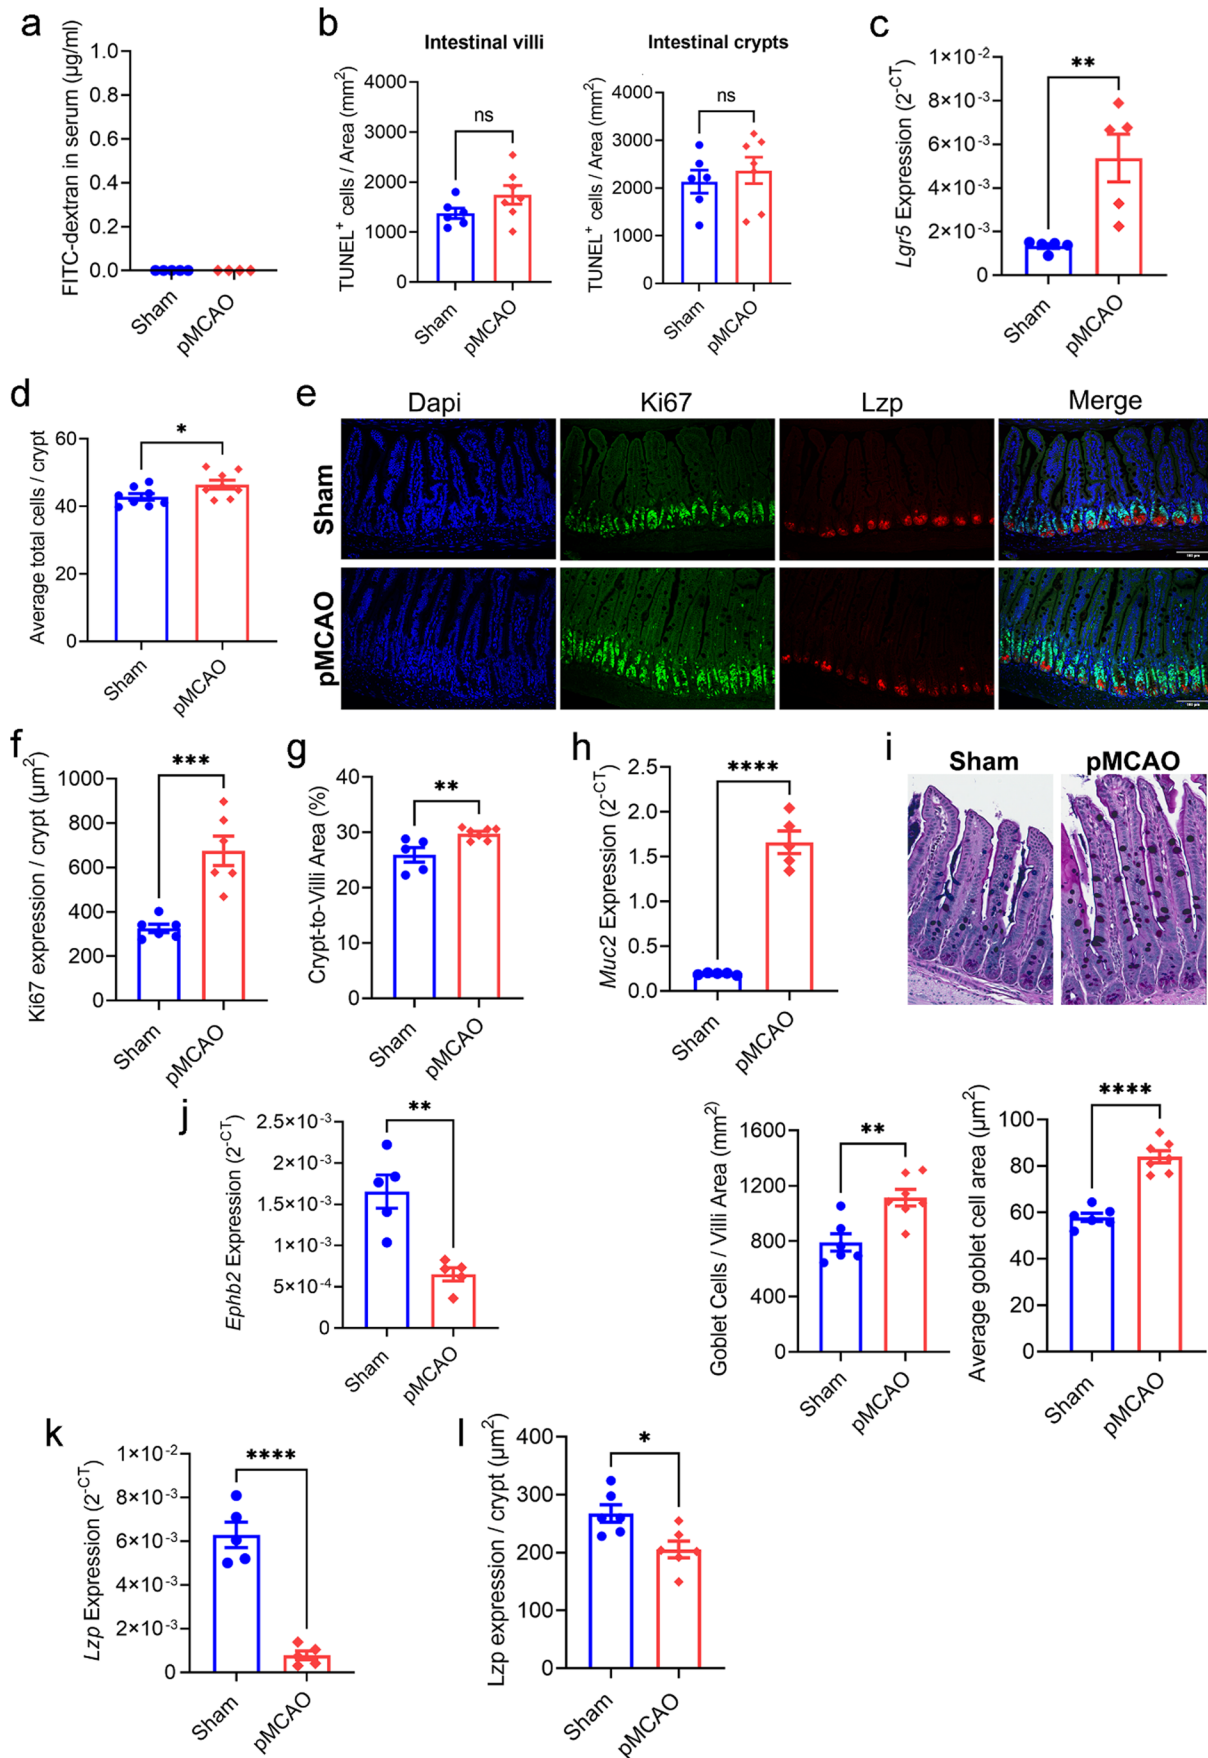 a
FITC-dextran in serum (µg/ml)
1.0
0.8
0.6
0.4
0.2
0.0
Sham
pMCAO
b
Intestinal villi
TUNEL+ cells / Area (mm2)
4000
3000
2000
1000
0
ns
Sham
pMCAO
Intestinal crypts
TUNEL+ cells / Area (mm2)
4000
3000
2000
1000
0
ns
Sham
pMCAO
c
Lgr5 Expression (2-CT)
1×10-2
8×10-3
6×10-3
4×10-3
2×10-3
0
**
Sham
pMCAO
d
Average total cells / crypt
60
40
20
0
*
Sham
pMCAO
e
Dapi
Ki67
Lzp
Merge
Sham
pMCAO
f
Ki67 expression / crypt (µm2)
1000
800
600
400
200
0
***
Sham
pMCAO
g
Crypt-to-Villi Area (%)
40
30
20
10
0
**
Sham
pMCAO
h
Muc2 Expression (2-CT)
2.5
2.0
1.5
1.0
0.5
0.0
****
Sham
pMCAO
i
Sham
pMCAO
Goblet Cells / Villi Area (mm2)
1600
1200
800
400
0
**
Sham
pMCAO
Average goblet cell area (µm2)
100
80
60
40
20
0
****
Sham
pMCAO
j
Ephb2 Expression (2-CT)
2.5×10-3
2×10-3
1.5×10-3
1×10-3
5×10-4
0
**
Sham
pMCAO
k
Lzp Expression (2-CT)
1×10-2
8×10-3
6×10-3
4×10-3
2×10-3
0
****
Sham
pMCAO
l
Lzp expression / crypt (µm2)
400
300
200
100
0
*
Sham
pMCAO